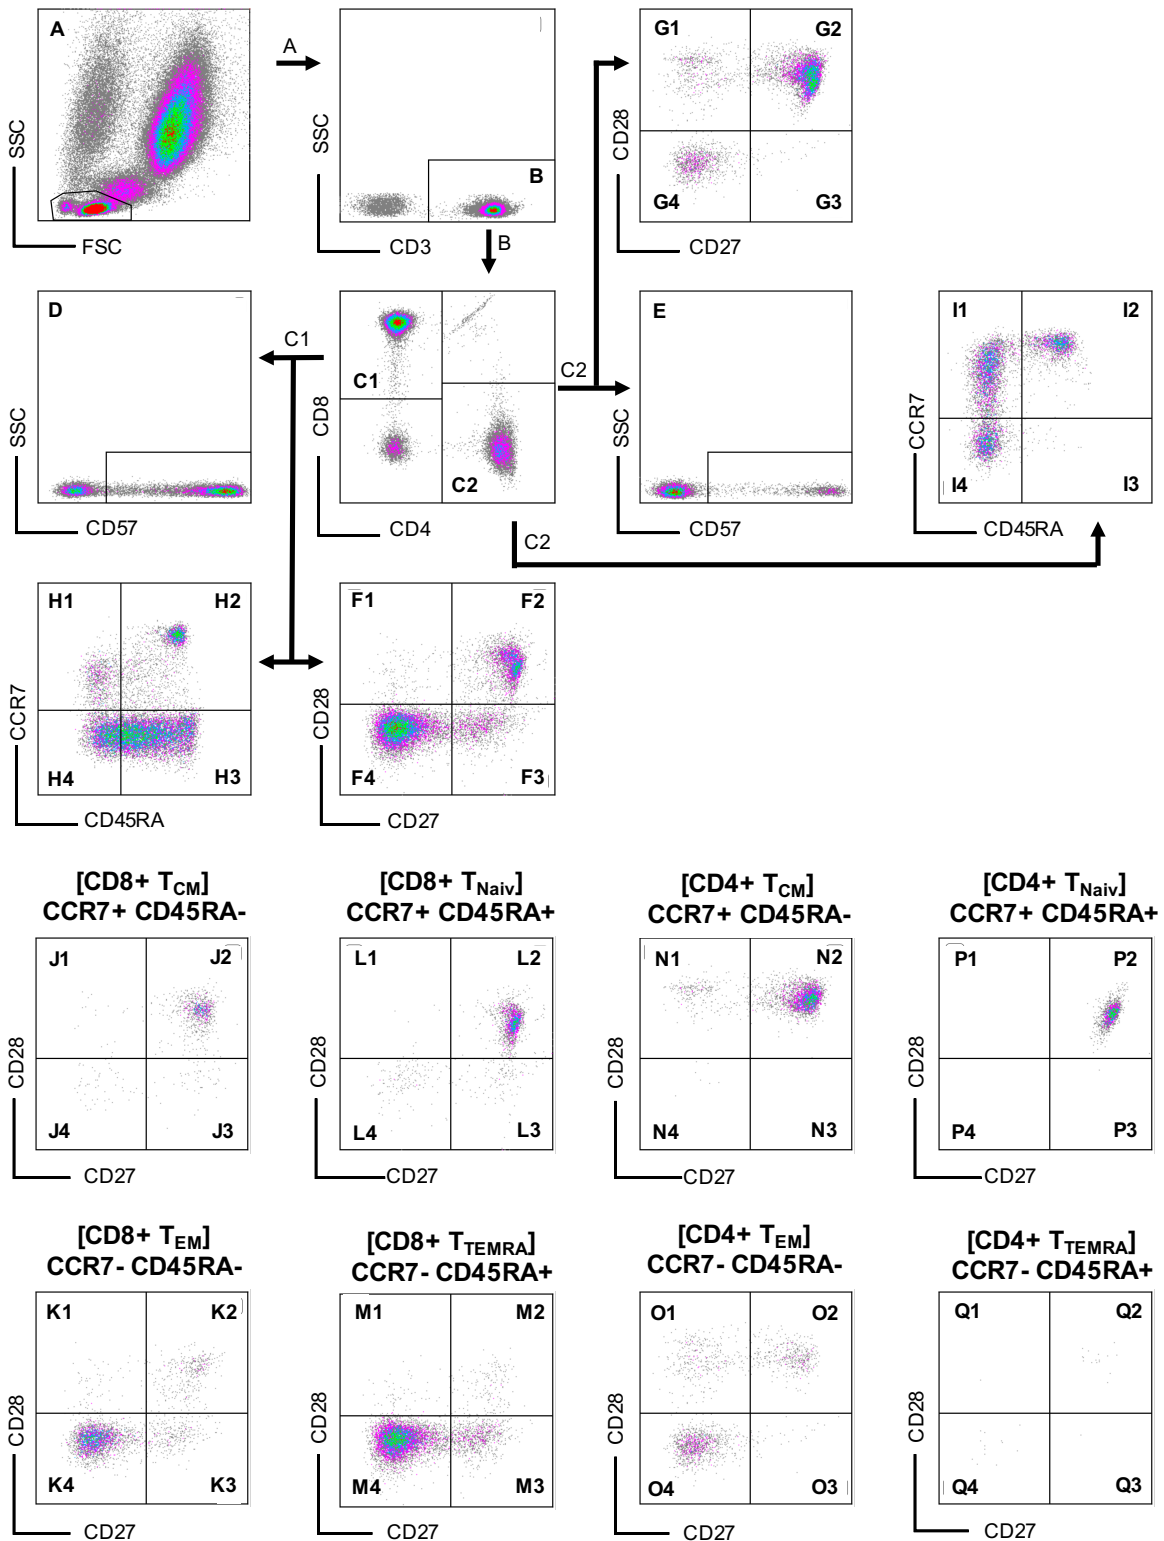 A
SSC
FSC
A
SSC
B
CD3
B
G1 G2
CD28
G4 G3
CD27
D
SSC
CD57
C1
C1
CD8
C2
CD4
C2
C2
E
SSC
CD57
I1 I2
CCR7
I4 I3
CD45RA
H1 H2
CCR7
H4 H3
CD45RA
F1 F2
CD28
F4 F3
CD27
[CD8+ TCM]
CCR7+ CD45RA-
J1 J2
CD28
J4 J3
CD27
[CD8+ TNaiv]
CCR7+ CD45RA+
L1 L2
CD28
L4 L3
CD27
[CD4+ TCM]
CCR7+ CD45RA-
N1 N2
CD28
N4 N3
CD27
[CD4+ TNaiv]
CCR7+ CD45RA+
P1 P2
CD28
P4 P3
CD27
[CD8+ TEM]
CCR7- CD45RA-
K1 K2
CD28
K4 K3
CD27
[CD8+ TTEMRA]
CCR7- CD45RA+
M1 M2
CD28
M4 M3
CD27
[CD4+ TEM]
CCR7- CD45RA-
O1 O2
CD28
O4 O3
CD27
[CD4+ TTEMRA]
CCR7- CD45RA+
Q1 Q2
CD28
Q4 Q3
CD27